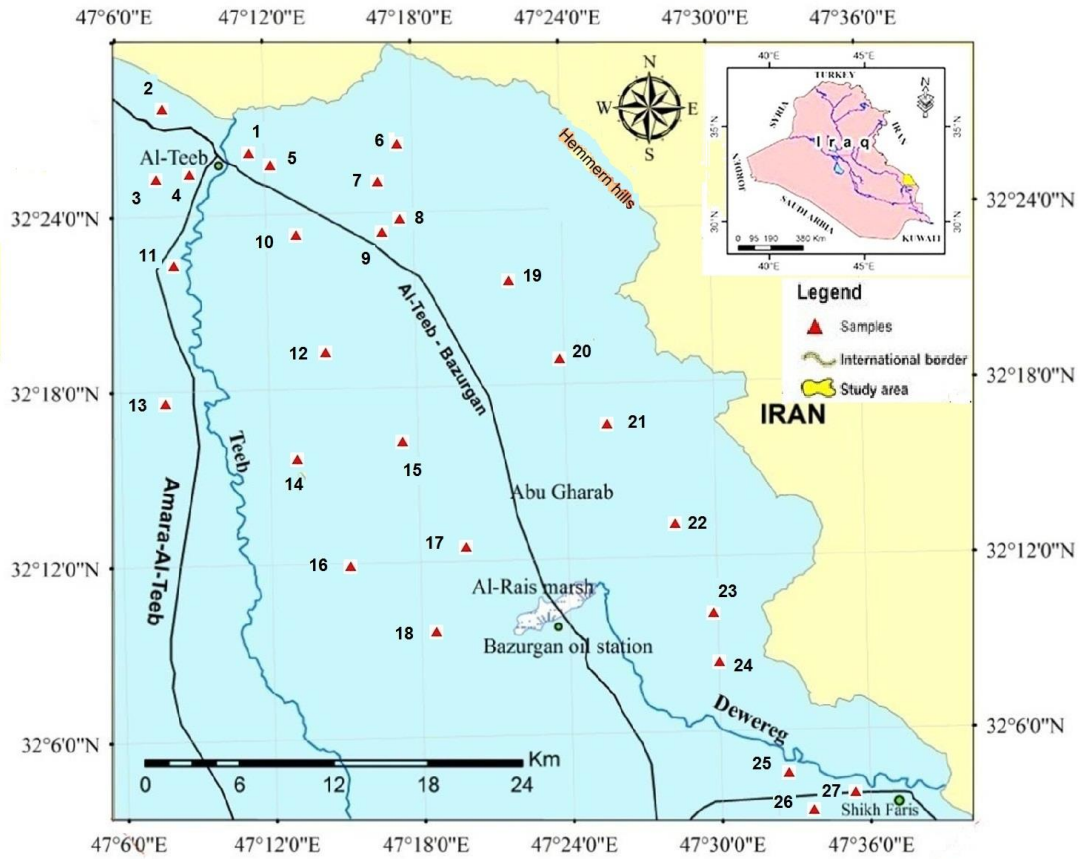 47°6'0"E 47°12'0"E 47°18'0"E 47°24'0"E 47°30'0"E 47°36'0"E
N
W E
S
Hemmern hills
40°E 45°E
TURKEY
N
SYRIA
IRAN
35°N 35°N
Iraq
JORDEN
SAUDI ARBIA
30°N 30°N
KUWAIT
0 95 190 380 Km
40°E 45°E
2
1
6
5
Al-Teeb
7
3
4
8
32°24'0"N 32°24'0"N
10
9
11
19
Al-Teeb - Bazurgan
Legend
Samples
International border
Study area
12
20
32°18'0"N 32°18'0"N
13
21
IRAN
Teeb
14
15
Amara-Al-Teeb
Abu Gharab
22
17
16
32°12'0"N 32°12'0"N
Al-Rais marsh
23
18
Bazurgan oil station
24
Dewereg
32°6'0"N 32°6'0"N
Km
0 6 12 18 24
25
26
27
Shikh Faris
47°6'0"E 47°12'0"E 47°18'0"E 47°24'0"E 47°30'0"E 47°36'0"E